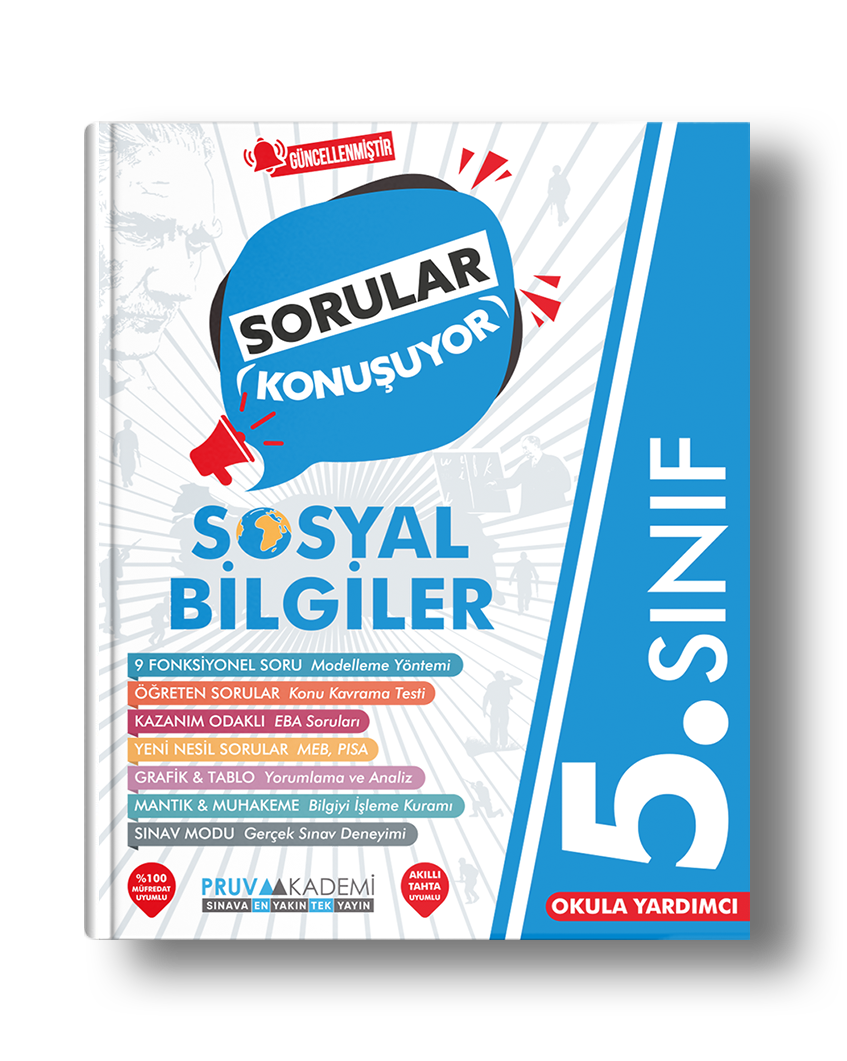 GÜNCELLENMİŞTİR
SORULAR
KONUŞUYOR
SOSYAL
BİLGİLER
9 FONKSİYONEL SORU Modelleme Yöntemi
ÖĞRETEN SORULAR Konu Kavrama Testi
KAZANIM ODAKLI EBA Soruları
YENİ NESİL SORULAR MEB, PISA
GRAFİK & TABLO Yorumlama ve Analiz
MANTIK & MUHAKEME Bilgiyi İşleme Kuramı
SINAV MODU Gerçek Sınav Deneyimi
%100
MÜFREDAT
UYUMLU
PRUVA AKADEMİ
SINAVA EN YAKIN TEK YAYIN
AKILLI
TAHTA
UYUMLU
5. SINIF
OKULA YARDIMCI